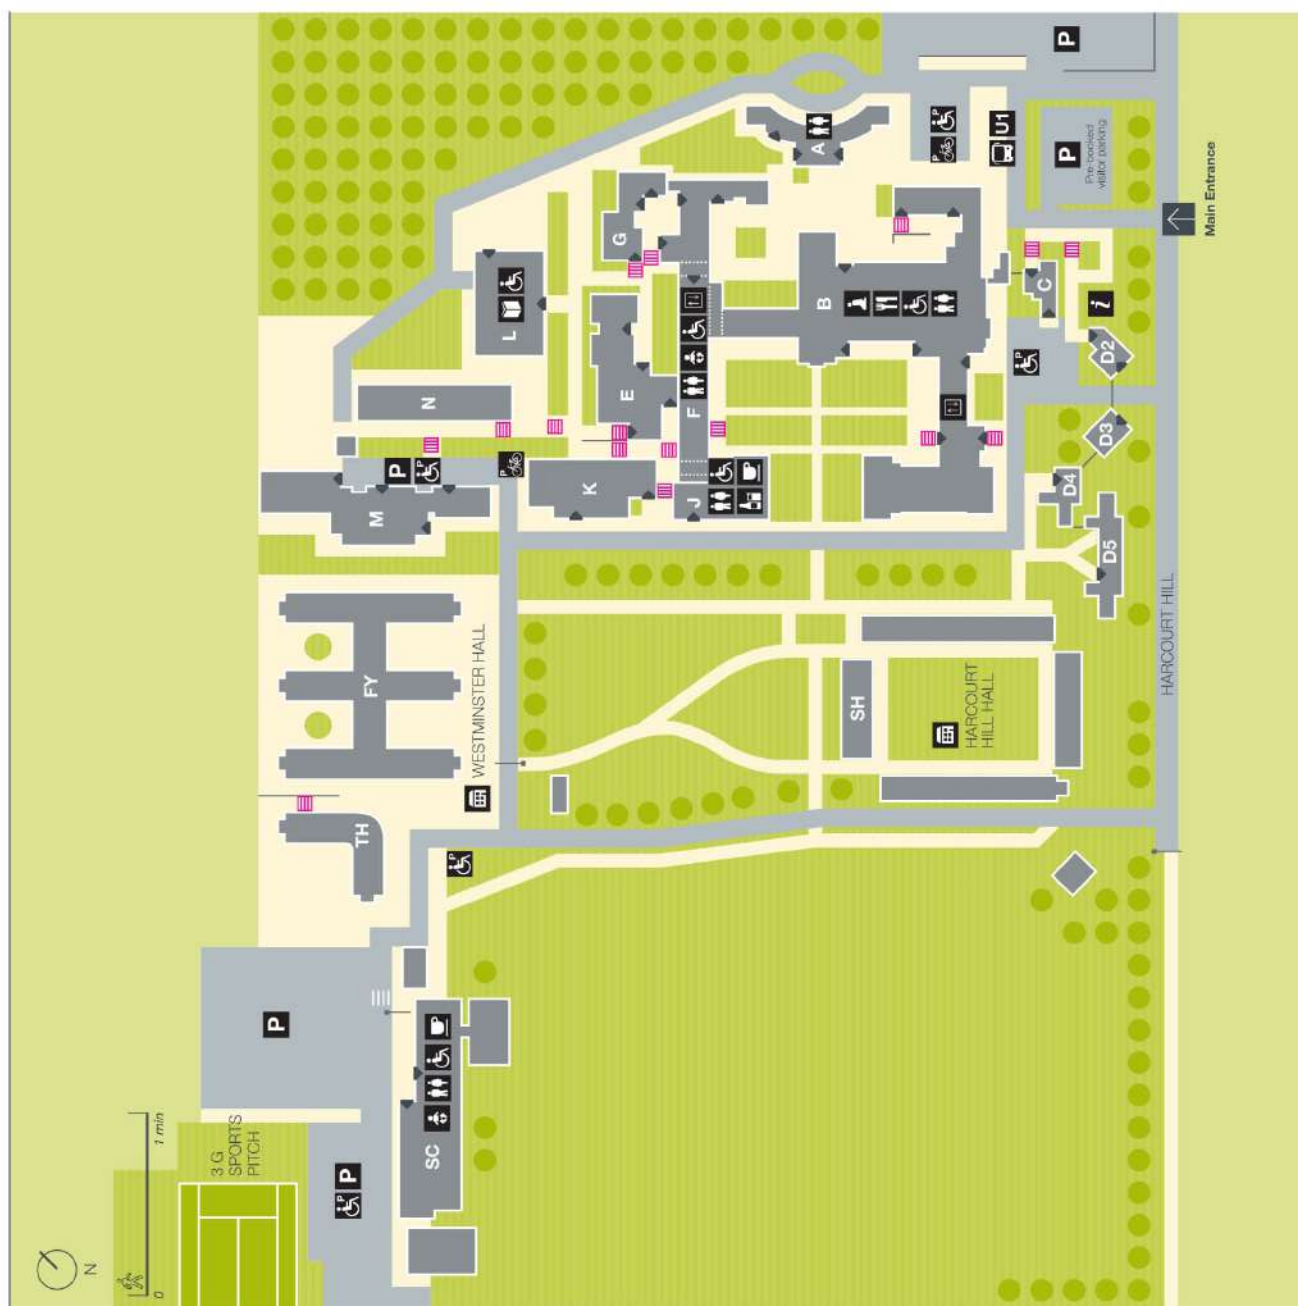 P
P
U1
P
Pre-booked
visitor parking
Main Entrance
A
G
L
B
C
i
D2
N
E
F
D3
P
P
P
K
J
D4
M
D5
HARCOURT HILL
FY
WESTMINSTER HALL
SH
HARCOURT
HILL HALL
TH
P
P
SC
3 G
SPORTS
PITCH
P
P
0
1 min
N